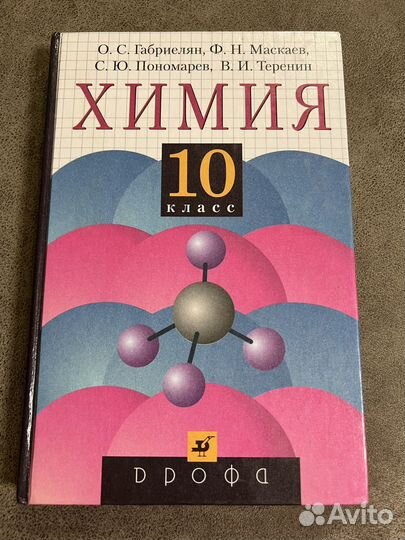 О. С. Габриелян, Ф. Н. Маскаев,
С. Ю. Пономарев, В. И. Теренин
ХИМИЯ
10
класс
дрофа
Avito